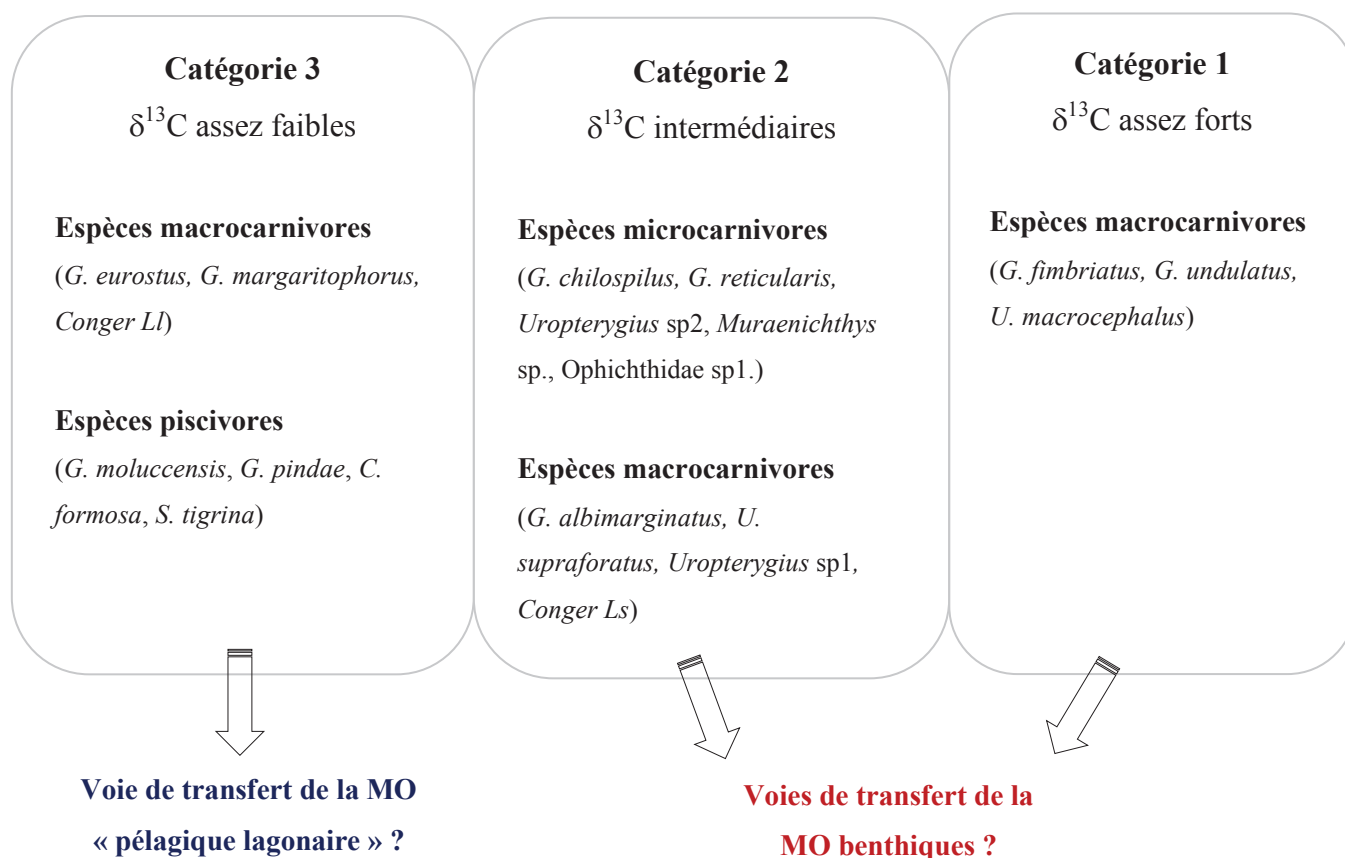 Catégorie 3
δ13C assez faibles
Espèces macrocarnivores
(G. eurostus, G. margaritophorus,
Conger Ll)
Espèces piscivores
(G. moluccensis, G. pindae, C.
formosa, S. tigrina)
Catégorie 2
δ13C intermédiaires
Espèces microcarnivores
(G. chilospilus, G. reticularis,
Uropterygius sp2, Muraenichthys
sp., Ophichthidae sp1.)
Espèces macrocarnivores
(G. albimarginatus, U.
supraforatus, Uropterygius sp1,
Conger Ls)
Catégorie 1
δ13C assez forts
Espèces macrocarnivores
(G. fimbriatus, G. undulatus,
U. macrocephalus)
Voie de transfert de la MO
« pélagique lagonaire » ?
Voies de transfert de la
MO benthiques ?